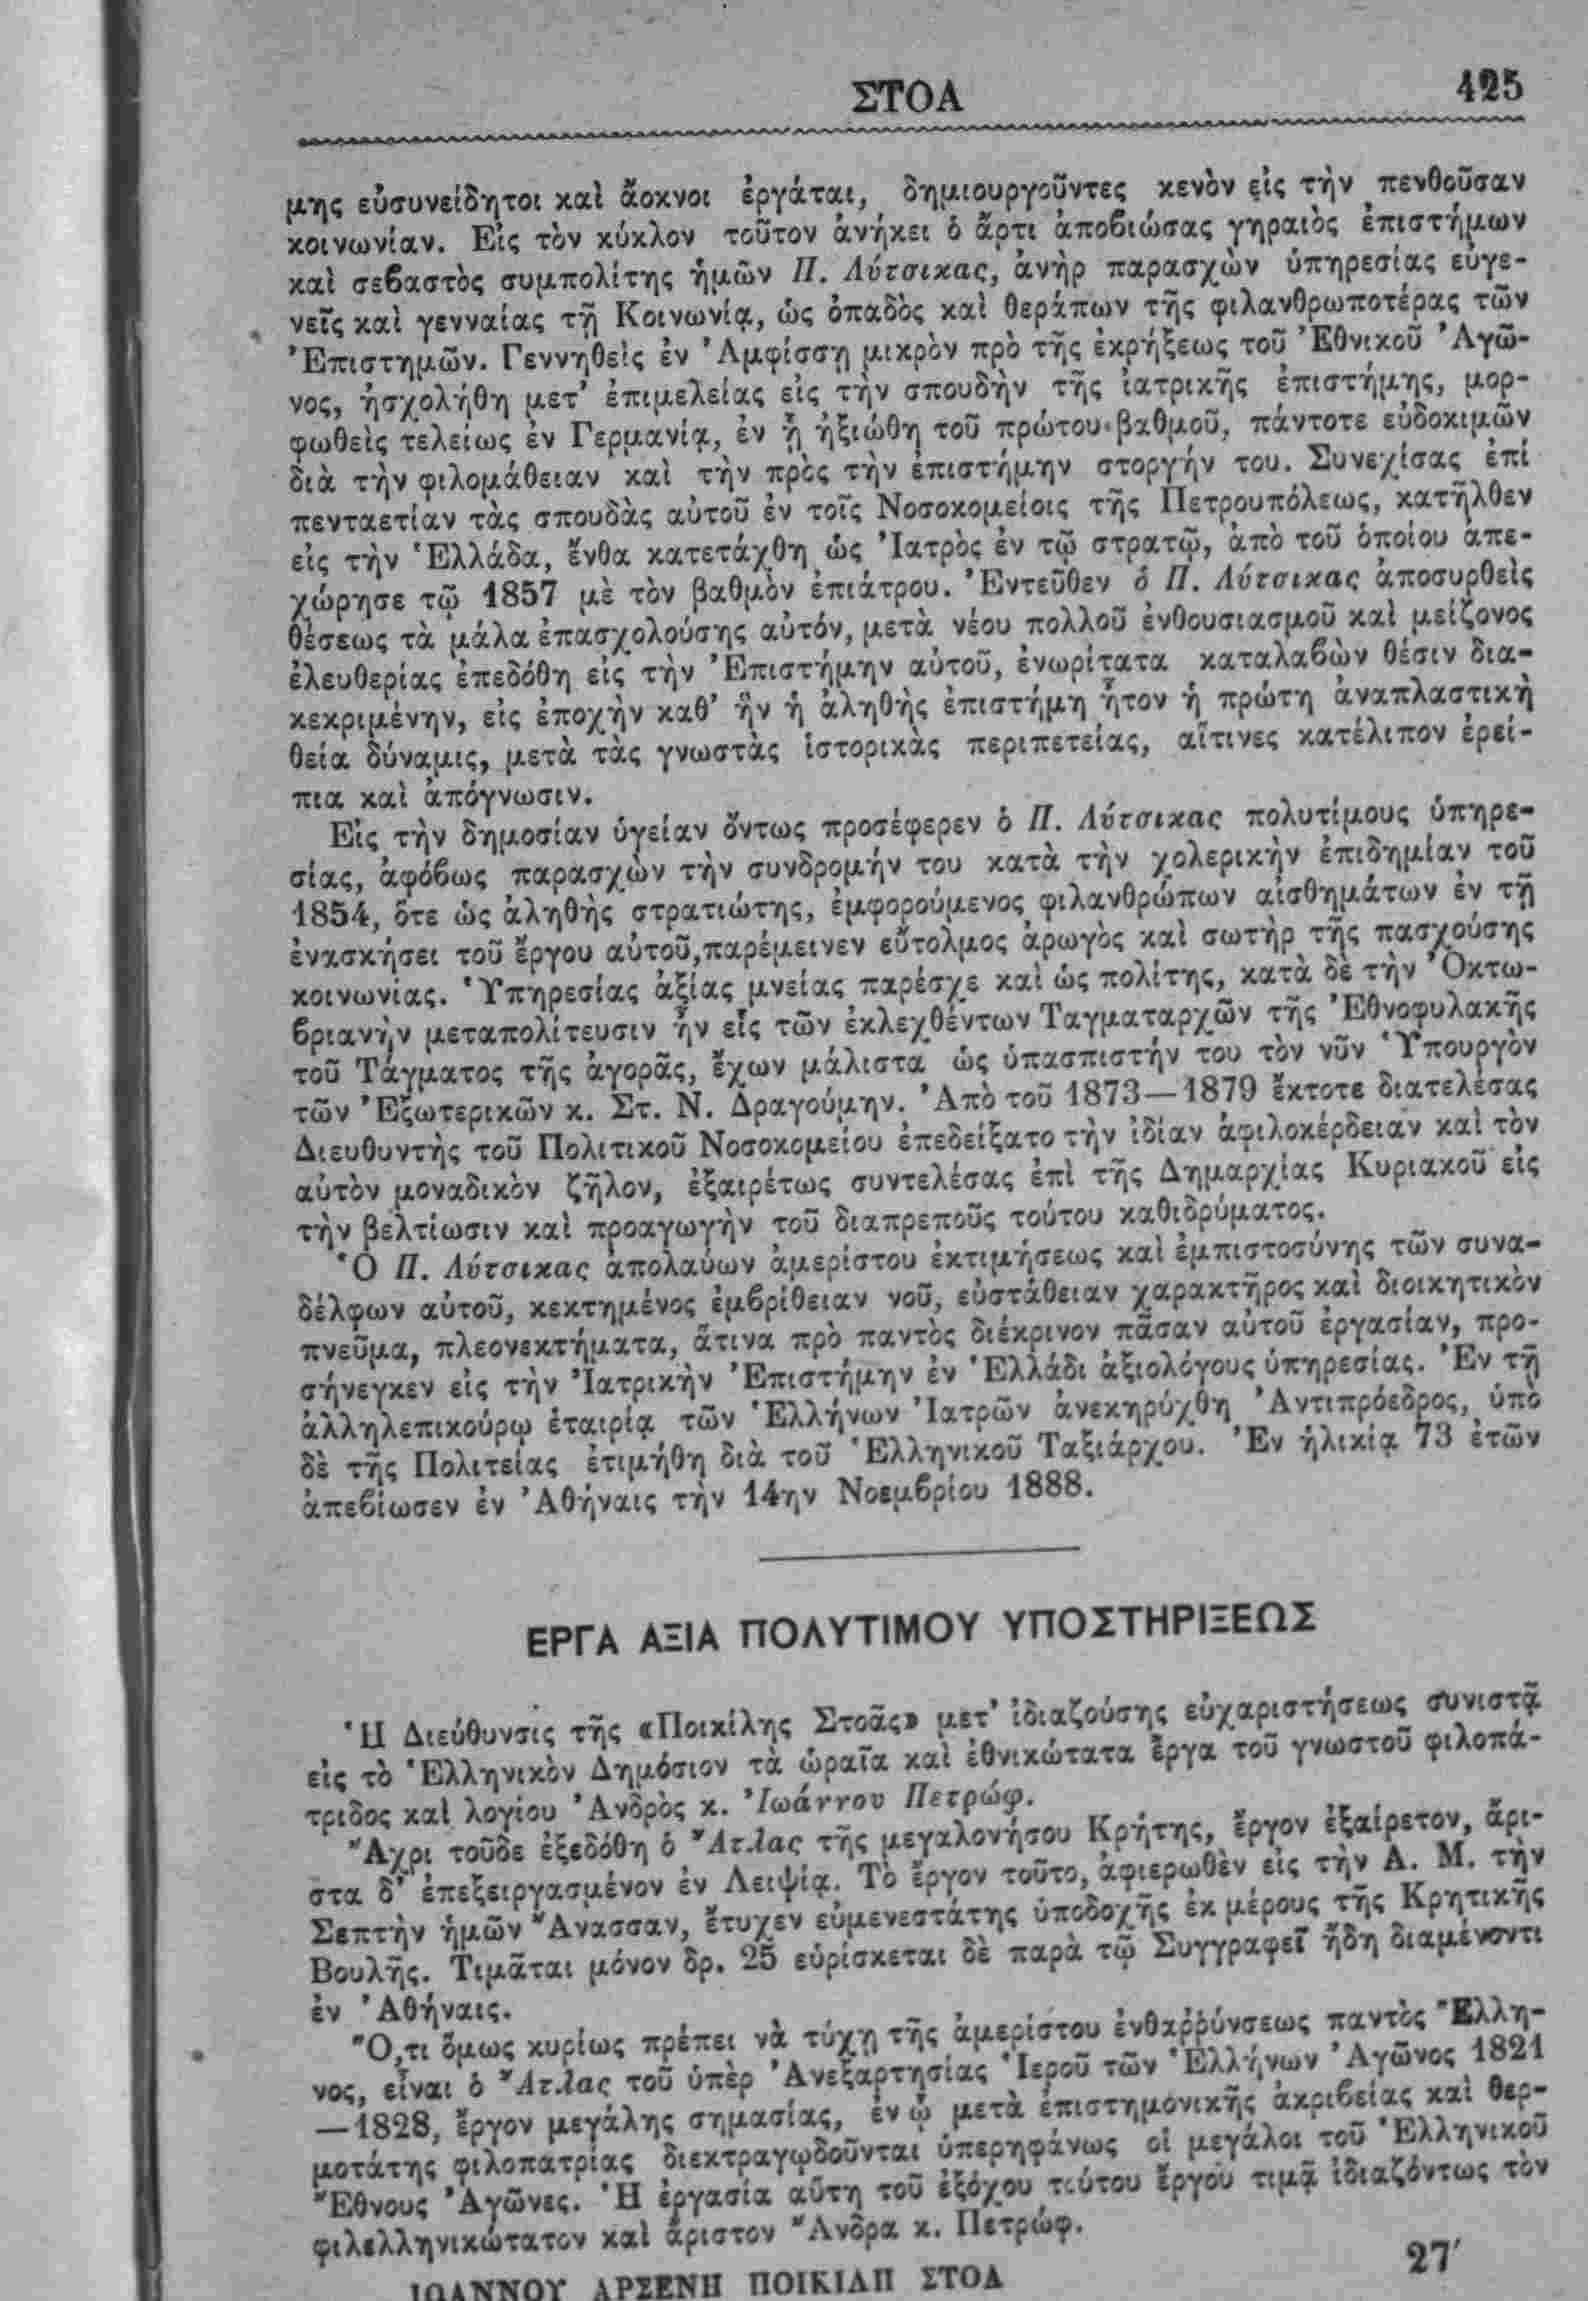 ΣΤΟΑ 425
μης εὐσυνείδητοι καὶ ἄοκνοι ἐργάται, δημιουργοῦντες κενὸν εἰς τὴν πενθοῦσαν
κοινωνίαν. Εἰς τὸν κύκλον τοῦτον ἀνήκει ὁ ἄρτι ἀποβιώσας γηραιὸς ἐπιστήμων
καὶ σεβαστὸς συμπολίτης ἡμῶν Π. Λύτσικας, ἀνὴρ παρασχὼν ὑπηρεσίας εὐγε-
νεῖς καὶ γενναίας τῇ Κοινωνίᾳ, ὡς ὀπαδὸς καὶ θεράπων τῆς φιλανθρωποτέρας τῶν
Ἐπιστημῶν. Γεννηθεὶς ἐν Ἀμφίσσῃ μικρὸν πρὸ τῆς ἐκρήξεως τοῦ Ἐθνικοῦ Ἀγῶ-
νος, ἠσχολήθη μετ' ἐπιμελείας εἰς τὴν σπουδὴν τῆς ἰατρικῆς ἐπιστήμης, μορ-
φωθεὶς τελείως ἐν Γερμανίᾳ, ἐν ᾗ ἠξιώθη τοῦ πρώτου βαθμοῦ, πάντοτε εὐδοκιμῶν
διὰ τὴν φιλομάθειαν καὶ τὴν πρὸς τὴν ἐπιστήμην στοργήν του. Συνεχίσας ἐπὶ
πενταετίαν τὰς σπουδὰς αὐτοῦ ἐν τοῖς Νοσοκομείοις τῆς Πετρουπόλεως, κατῆλθεν
εἰς τὴν Ἑλλάδα, ἔνθα κατετάχθη ὡς Ἰατρὸς ἐν τῷ στρατῷ, ἀπὸ τοῦ ὁποίου ἀπε-
χώρησε τῷ 1857 μὲ τὸν βαθμὸν ἐπιάτρου. Ἐντεῦθεν ὁ Π. Λύτσικας ἀποσυρθεὶς
θέσεως τὰ μάλα ἐπασχολούσης αὐτόν, μετὰ νέου πολλοῦ ἐνθουσιασμοῦ καὶ μείζονος
ἐλευθερίας ἐπεδόθη εἰς τὴν Ἐπιστήμην αὐτοῦ, ἐνωρίτατα καταλαβὼν θέσιν δια-
κεκριμένην, εἰς ἐποχὴν καθ' ἣν ἡ ἀληθὴς ἐπιστήμη ἦτον ἡ πρώτη ἀναπλαστικὴ
θεία δύναμις, μετὰ τὰς γνωστὰς ἱστορικὰς περιπετείας, αἵτινες κατέλιπον ἐρεί-
πια καὶ ἀπόγνωσιν.
Εἰς τὴν δημοσίαν ὑγείαν ὄντως προσέφερεν ὁ Π. Λύτσικας πολυτίμους ὑπηρε-
σίας, ἀφόβως παρασχὼν τὴν συνδρομήν του κατὰ τὴν χολερικὴν ἐπιδημίαν τοῦ
1854, ὅτε ὡς ἀληθὴς στρατιώτης, ἐμφορούμενος φιλανθρώπων αἰσθημάτων ἐν τῇ
ἐνασκήσει τοῦ ἔργου αὐτοῦ, παρέμεινεν εὔτολμος ἀρωγὸς καὶ σωτὴρ τῆς πασχούσης
κοινωνίας. Ὑπηρεσίας ἀξίας μνείας παρέσχε καὶ ὡς πολίτης, κατὰ δὲ τὴν Ὀκτω-
βριανὴν μεταπολίτευσιν ἦν εἷς τῶν ἐκλεχθέντων Ταγματαρχῶν τῆς Ἐθνοφυλακῆς
τοῦ Τάγματος τῆς ἀγορᾶς, ἔχων μάλιστα ὡς ὑπασπιστήν του τὸν νῦν Ὑπουργὸν
τῶν Ἐξωτερικῶν κ. Στ. Ν. Δραγούμην. Ἀπὸ τοῦ 1873—1879 ἔκτοτε διατελέσας
Διευθυντὴς τοῦ Πολιτικοῦ Νοσοκομείου ἐπεδείξατο τὴν ἰδίαν ἀφιλοκέρδειαν καὶ τὸν
αὐτὸν μοναδικὸν ζῆλον, ἐξαιρέτως συντελέσας ἐπὶ τῆς Δημαρχίας Κυριακοῦ εἰς
τὴν βελτίωσιν καὶ προαγωγὴν τοῦ διαπρεποῦς τούτου καθιδρύματος.
Ὁ Π. Λύτσικας ἀπολαύων ἀμερίστου ἐκτιμήσεως καὶ ἐμπιστοσύνης τῶν συνα-
δέλφων αὐτοῦ, κεκτημένος ἐμβρίθειαν νοῦ, εὐστάθειαν χαρακτῆρος καὶ διοικητικὸν
πνεῦμα, πλεονεκτήματα, ἅτινα πρὸ παντὸς διέκρινον πᾶσαν αὐτοῦ ἐργασίαν, προ-
σήνεγκεν εἰς τὴν Ἰατρικὴν Ἐπιστήμην ἐν Ἑλλάδι ἀξιολόγους ὑπηρεσίας. Ἐν τῇ
ἀλληλεπικούρῳ ἑταιρίᾳ τῶν Ἑλλήνων Ἰατρῶν ἀνεκηρύχθη Ἀντιπρόεδρος, ὑπὸ
δὲ τῆς Πολιτείας ἐτιμήθη διὰ τοῦ Ἑλληνικοῦ Ταξιάρχου. Ἐν ἡλικίᾳ 73 ἐτῶν
ἀπεβίωσεν ἐν Ἀθήναις τὴν 14ην Νοεμβρίου 1888.
ΕΡΓΑ ΑΞΙΑ ΠΟΛΥΤΙΜΟΥ ΥΠΟΣΤΗΡΙΞΕΩΣ
Ἡ Διεύθυνσις τῆς «Ποικίλης Στοᾶς» μετ' ἰδιαζούσης εὐχαριστήσεως συνιστᾷ
εἰς τὸ Ἑλληνικὸν Δημόσιον τὰ ὡραῖα καὶ ἐθνικώτατα ἔργα τοῦ γνωστοῦ φιλοπά-
τριδος καὶ λογίου Ἀνδρὸς κ. Ἰωάννου Πετρώφ.
Ἄχρι τοῦδε ἐξεδόθη ὁ Ἄτλας τῆς μεγαλονήσου Κρήτης, ἔργον ἐξαίρετον, ἄρι-
στα δ' ἐπεξειργασμένον ἐν Λειψίᾳ. Τὸ ἔργον τοῦτο, ἀφιερωθὲν εἰς τὴν Α. Μ. τὴν
Σεπτὴν ἡμῶν Ἄνασσαν, ἔτυχεν εὐμενεστάτης ὑποδοχῆς ἐκ μέρους τῆς Κρητικῆς
Βουλῆς. Τιμᾶται μόνον δρ. 25 εὑρίσκεται δὲ παρὰ τῷ Συγγραφεῖ ἤδη διαμένοντι
ἐν Ἀθήναις.
Ὅ,τι ὅμως κυρίως πρέπει νὰ τύχῃ τῆς ἀμερίστου ἐνθαῤῥύνσεως παντὸς Ἕλλη-
νος, εἶναι ὁ Ἄτλας τοῦ ὑπὲρ Ἀνεξαρτησίας Ἱεροῦ τῶν Ἑλλήνων Ἀγῶνος 1821
—1828, ἔργον μεγάλης σημασίας, ἐν ᾧ μετὰ ἐπιστημονικῆς ἀκριβείας καὶ θερ-
μοτάτης φιλοπατρίας διεκτραγῳδοῦνται ὑπερηφάνως οἱ μεγάλοι τοῦ Ἑλληνικοῦ
Ἔθνους Ἀγῶνες. Ἡ ἐργασία αὕτη τοῦ ἐξόχου τούτου ἔργου τιμᾷ ἰδιαζόντως τὸν
φιλελληνικώτατον καὶ ἄριστον Ἄνδρα κ. Πετρώφ.
ΙΩΑΝΝΟΥ ΑΡΣΕΝΗ ΠΟΙΚΙΛΗ ΣΤΟΑ 27'